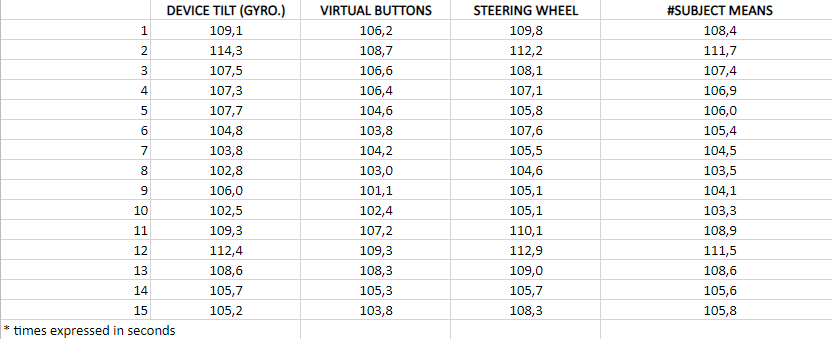 DEVICE TILT (GYRO.) VIRTUAL BUTTONS STEERING WHEEL #SUBJECT MEANS
1 109,1 106,2 109,8 108,4
2 114,3 108,7 112,2 111,7
3 107,5 106,6 108,1 107,4
4 107,3 106,4 107,1 106,9
5 107,7 104,6 105,8 106,0
6 104,8 103,8 107,6 105,4
7 103,8 104,2 105,5 104,5
8 102,8 103,0 104,6 103,5
9 106,0 101,1 105,1 104,1
10 102,5 102,4 105,1 103,3
11 109,3 107,2 110,1 108,9
12 112,4 109,3 112,9 111,5
13 108,6 108,3 109,0 108,6
14 105,7 105,3 105,7 105,6
15 105,2 103,8 108,3 105,8
* times expressed in seconds